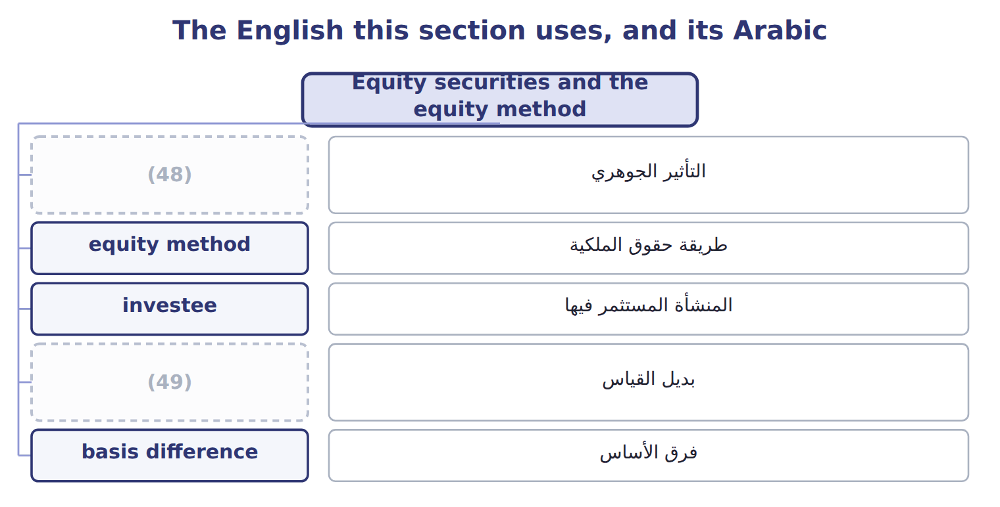 The English this section uses, and its Arabic
Equity securities and the
equity method
(48)
التأثير الجوهري
equity method
طريقة حقوق الملكية
investee
المنشأة المستثمر فيها
(49)
بديل القياس
basis difference
فرق الأساس